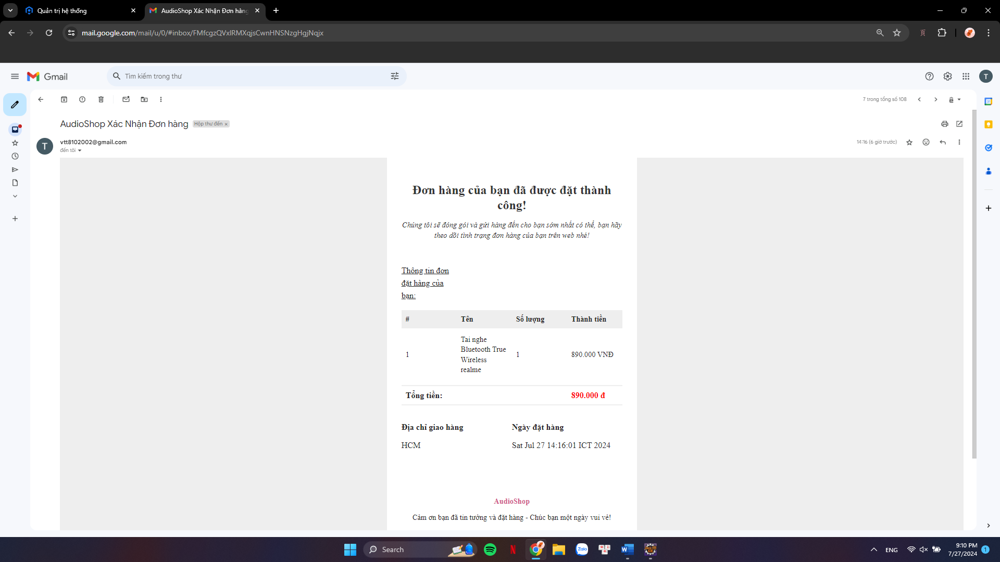 Quản trị hệ thống
AudioShop Xác Nhận Đơn hàng
mail.google.com/mail/u/0/#inbox/FMfcgzQVxlRMXqjsCwnHNSNzgHgjNqjx
Gmail
Tìm kiếm trong thư
T
7 trong tổng số 108
AudioShop Xác Nhận Đơn hàng
Hộp thư đến
T
vtt8102002@gmail.com
14:16 (6 giờ trước)
đến tôi
Đơn hàng của bạn đã được đặt thành
công!
Chúng tôi sẽ đóng gói và gửi hàng đến cho bạn sớm nhất có thể, bạn hãy
theo dõi tình trạng đơn hàng của bạn trên web nhé!
Thông tin đơn
đặt hàng của
bạn:
# Tên Số lượng Thành tiền
Tai nghe
Bluetooth True
1 Wireless 1 890.000 VNĐ
realme
Tổng tiền: 890.000 đ
Địa chỉ giao hàng Ngày đặt hàng
HCM Sat Jul 27 14:16:01 ICT 2024
AudioShop
Cảm ơn bạn đã tin tưởng và đặt hàng - Chúc bạn một ngày vui vẻ!
Search
Zalo
ENG
9:10 PM
7/27/2024
1